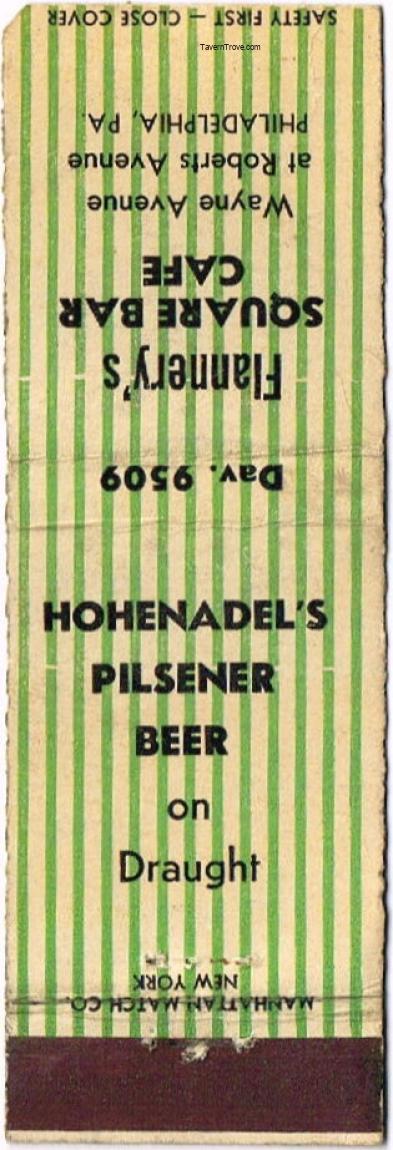 SAFETY FIRST — CLOSE COVER
TavernTrove.com
PHILADELPHIA, PA.
at Roberts Avenue
Wayne Avenue
CAFE
SQUARE BAR
Flannery's
Dav. 9509
HOHENADEL'S
PILSENER
BEER
on
Draught
NEW YORK
MANHATTAN MATCH CO.